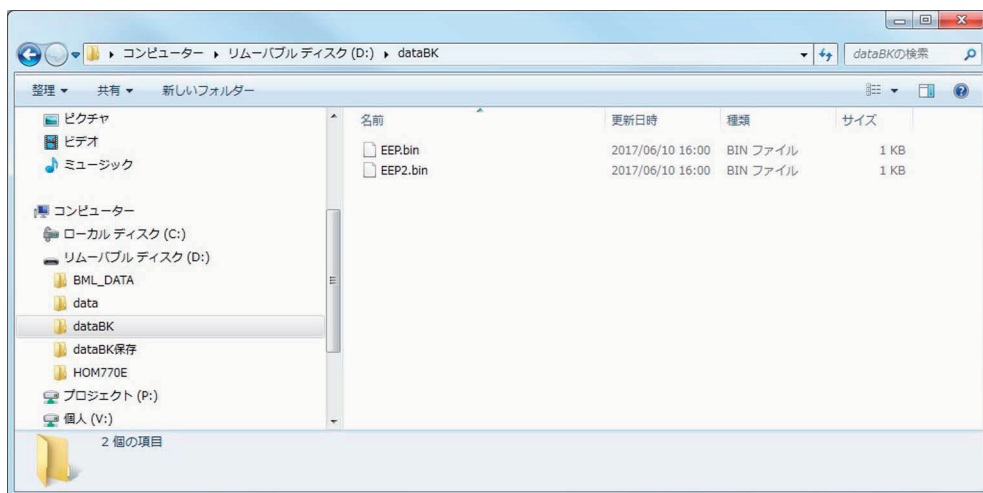 コンピューター ▸ リムーバブル ディスク (D:) ▸ dataBK
dataBKの検索
整理 ▼ 共有 ▼ 新しいフォルダー
ピクチャ
ビデオ
ミュージック
コンピューター
ローカル ディスク (C:)
リムーバブル ディスク (D:)
BML_DATA
data
dataBK
dataBK保存
HOM770E
プロジェクト (P:)
個人 (V:)
名前 更新日時 種類 サイズ
EEP.bin 2017/06/10 16:00 BIN ファイル 1 KB
EEP2.bin 2017/06/10 16:00 BIN ファイル 1 KB
2 個の項目